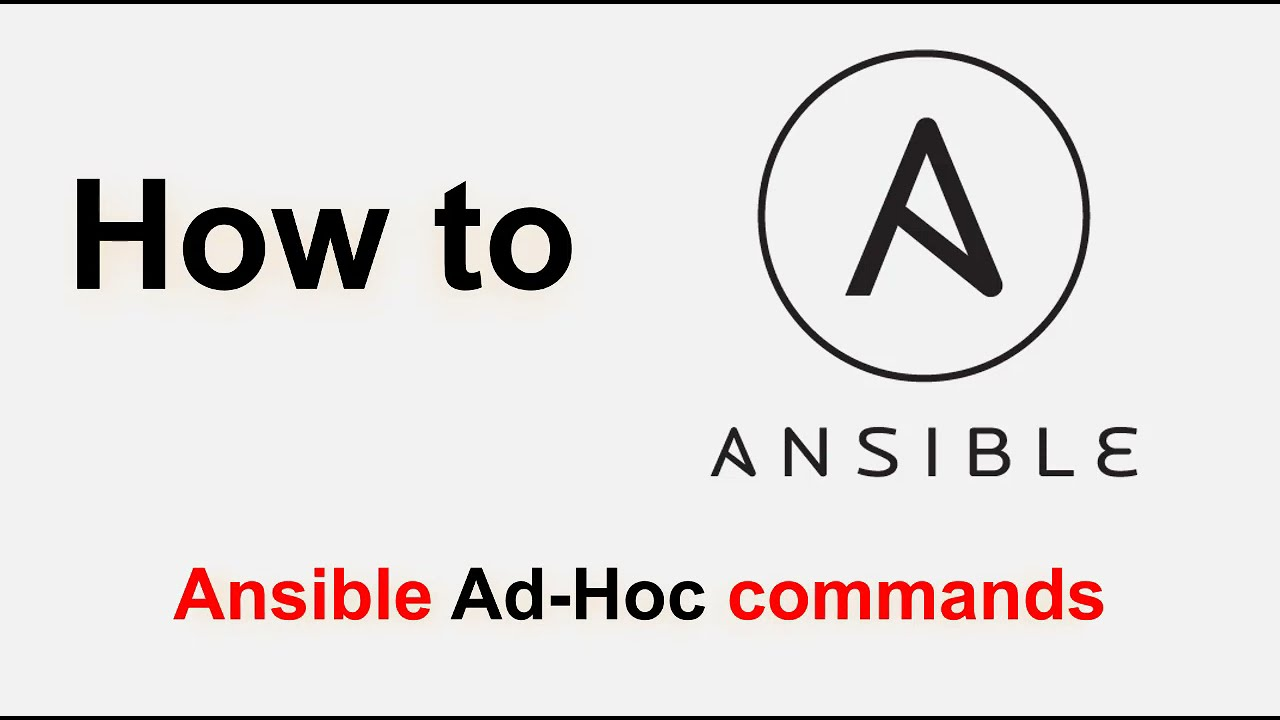 How to
ANSIBLE
Ansible Ad-Hoc commands